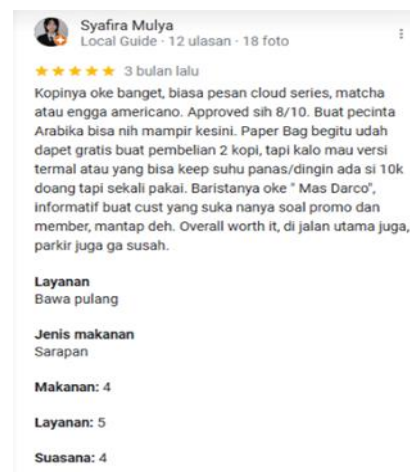 Syafira Mulya
Local Guide · 12 ulasan · 18 foto
3 bulan lalu
Kopinya oke banget, biasa pesan cloud series, matcha
atau engga americano. Approved sih 8/10. Buat pecinta
Arabika bisa nih mampir kesini. Paper Bag begitu udah
dapet gratis buat pembelian 2 kopi, tapi kalo mau versi
termal atau yang bisa keep suhu panas/dingin ada si 10k
doang tapi sekali pakai. Baristanya oke " Mas Darco",
informatif buat cust yang suka nanya soal promo dan
member, mantap deh. Overall worth it, di jalan utama juga,
parkir juga ga susah.
Layanan
Bawa pulang
Jenis makanan
Sarapan
Makanan: 4
Layanan: 5
Suasana: 4